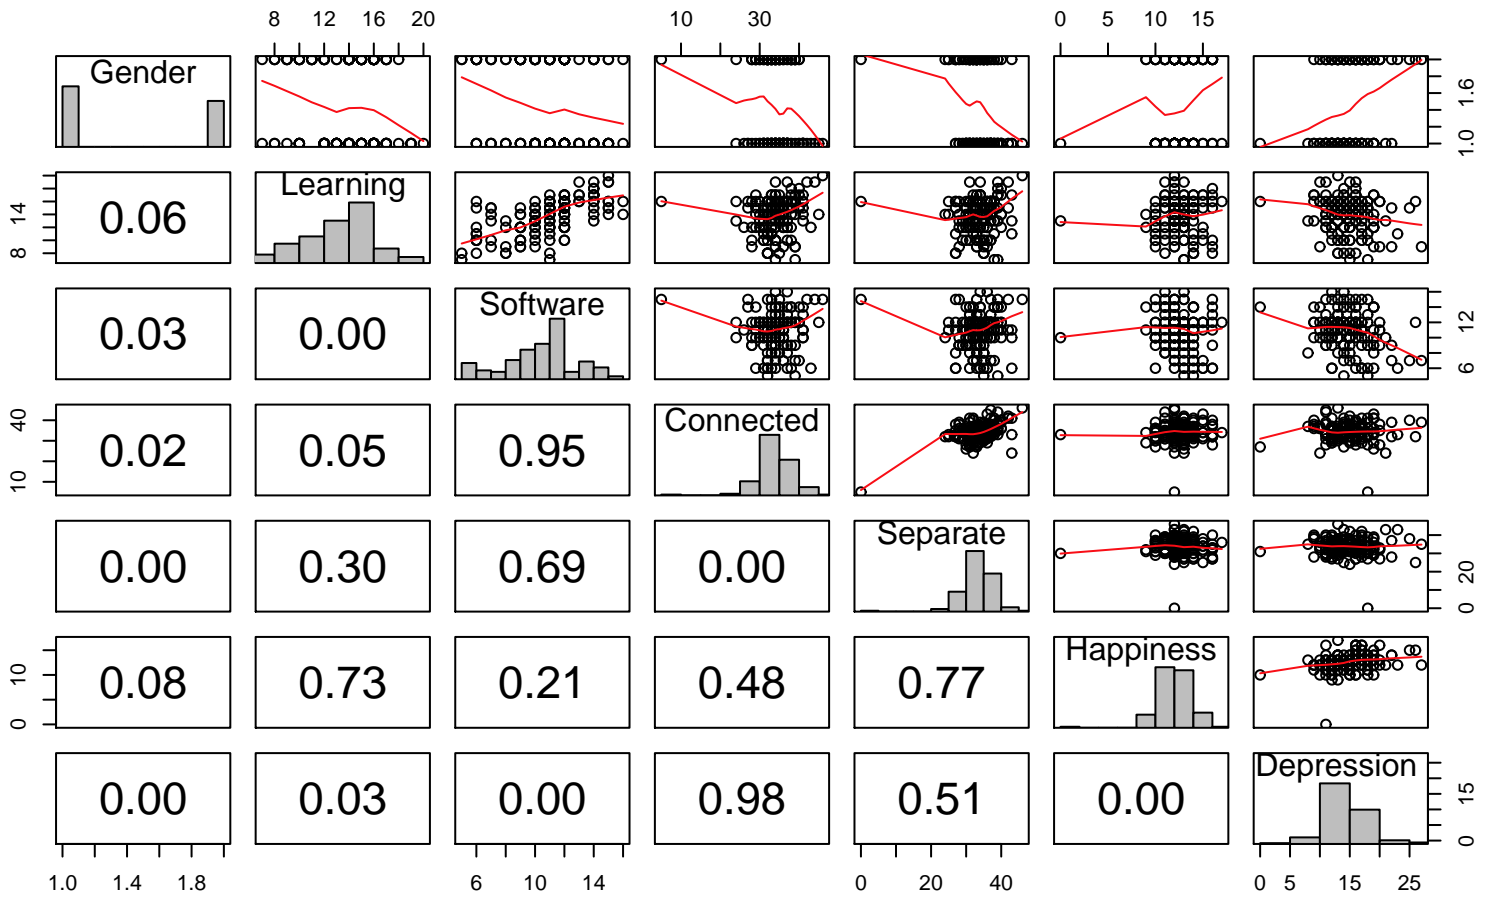 8 12 16 20 10 30 0 5 10 15
Gender
1.0 1.6
0.06 Learning
8 14
0.03 0.00 Software
6 12
0.02 0.05 0.95 Connected
10 40
0.00 0.30 0.69 0.00 Separate
0 20
0.08 0.73 0.21 0.48 0.77 Happiness
0 10
0.00 0.03 0.00 0.98 0.51 0.00 Depression
0 15
1.0 1.4 1.8 6 10 14 0 20 40 0 5 15 25